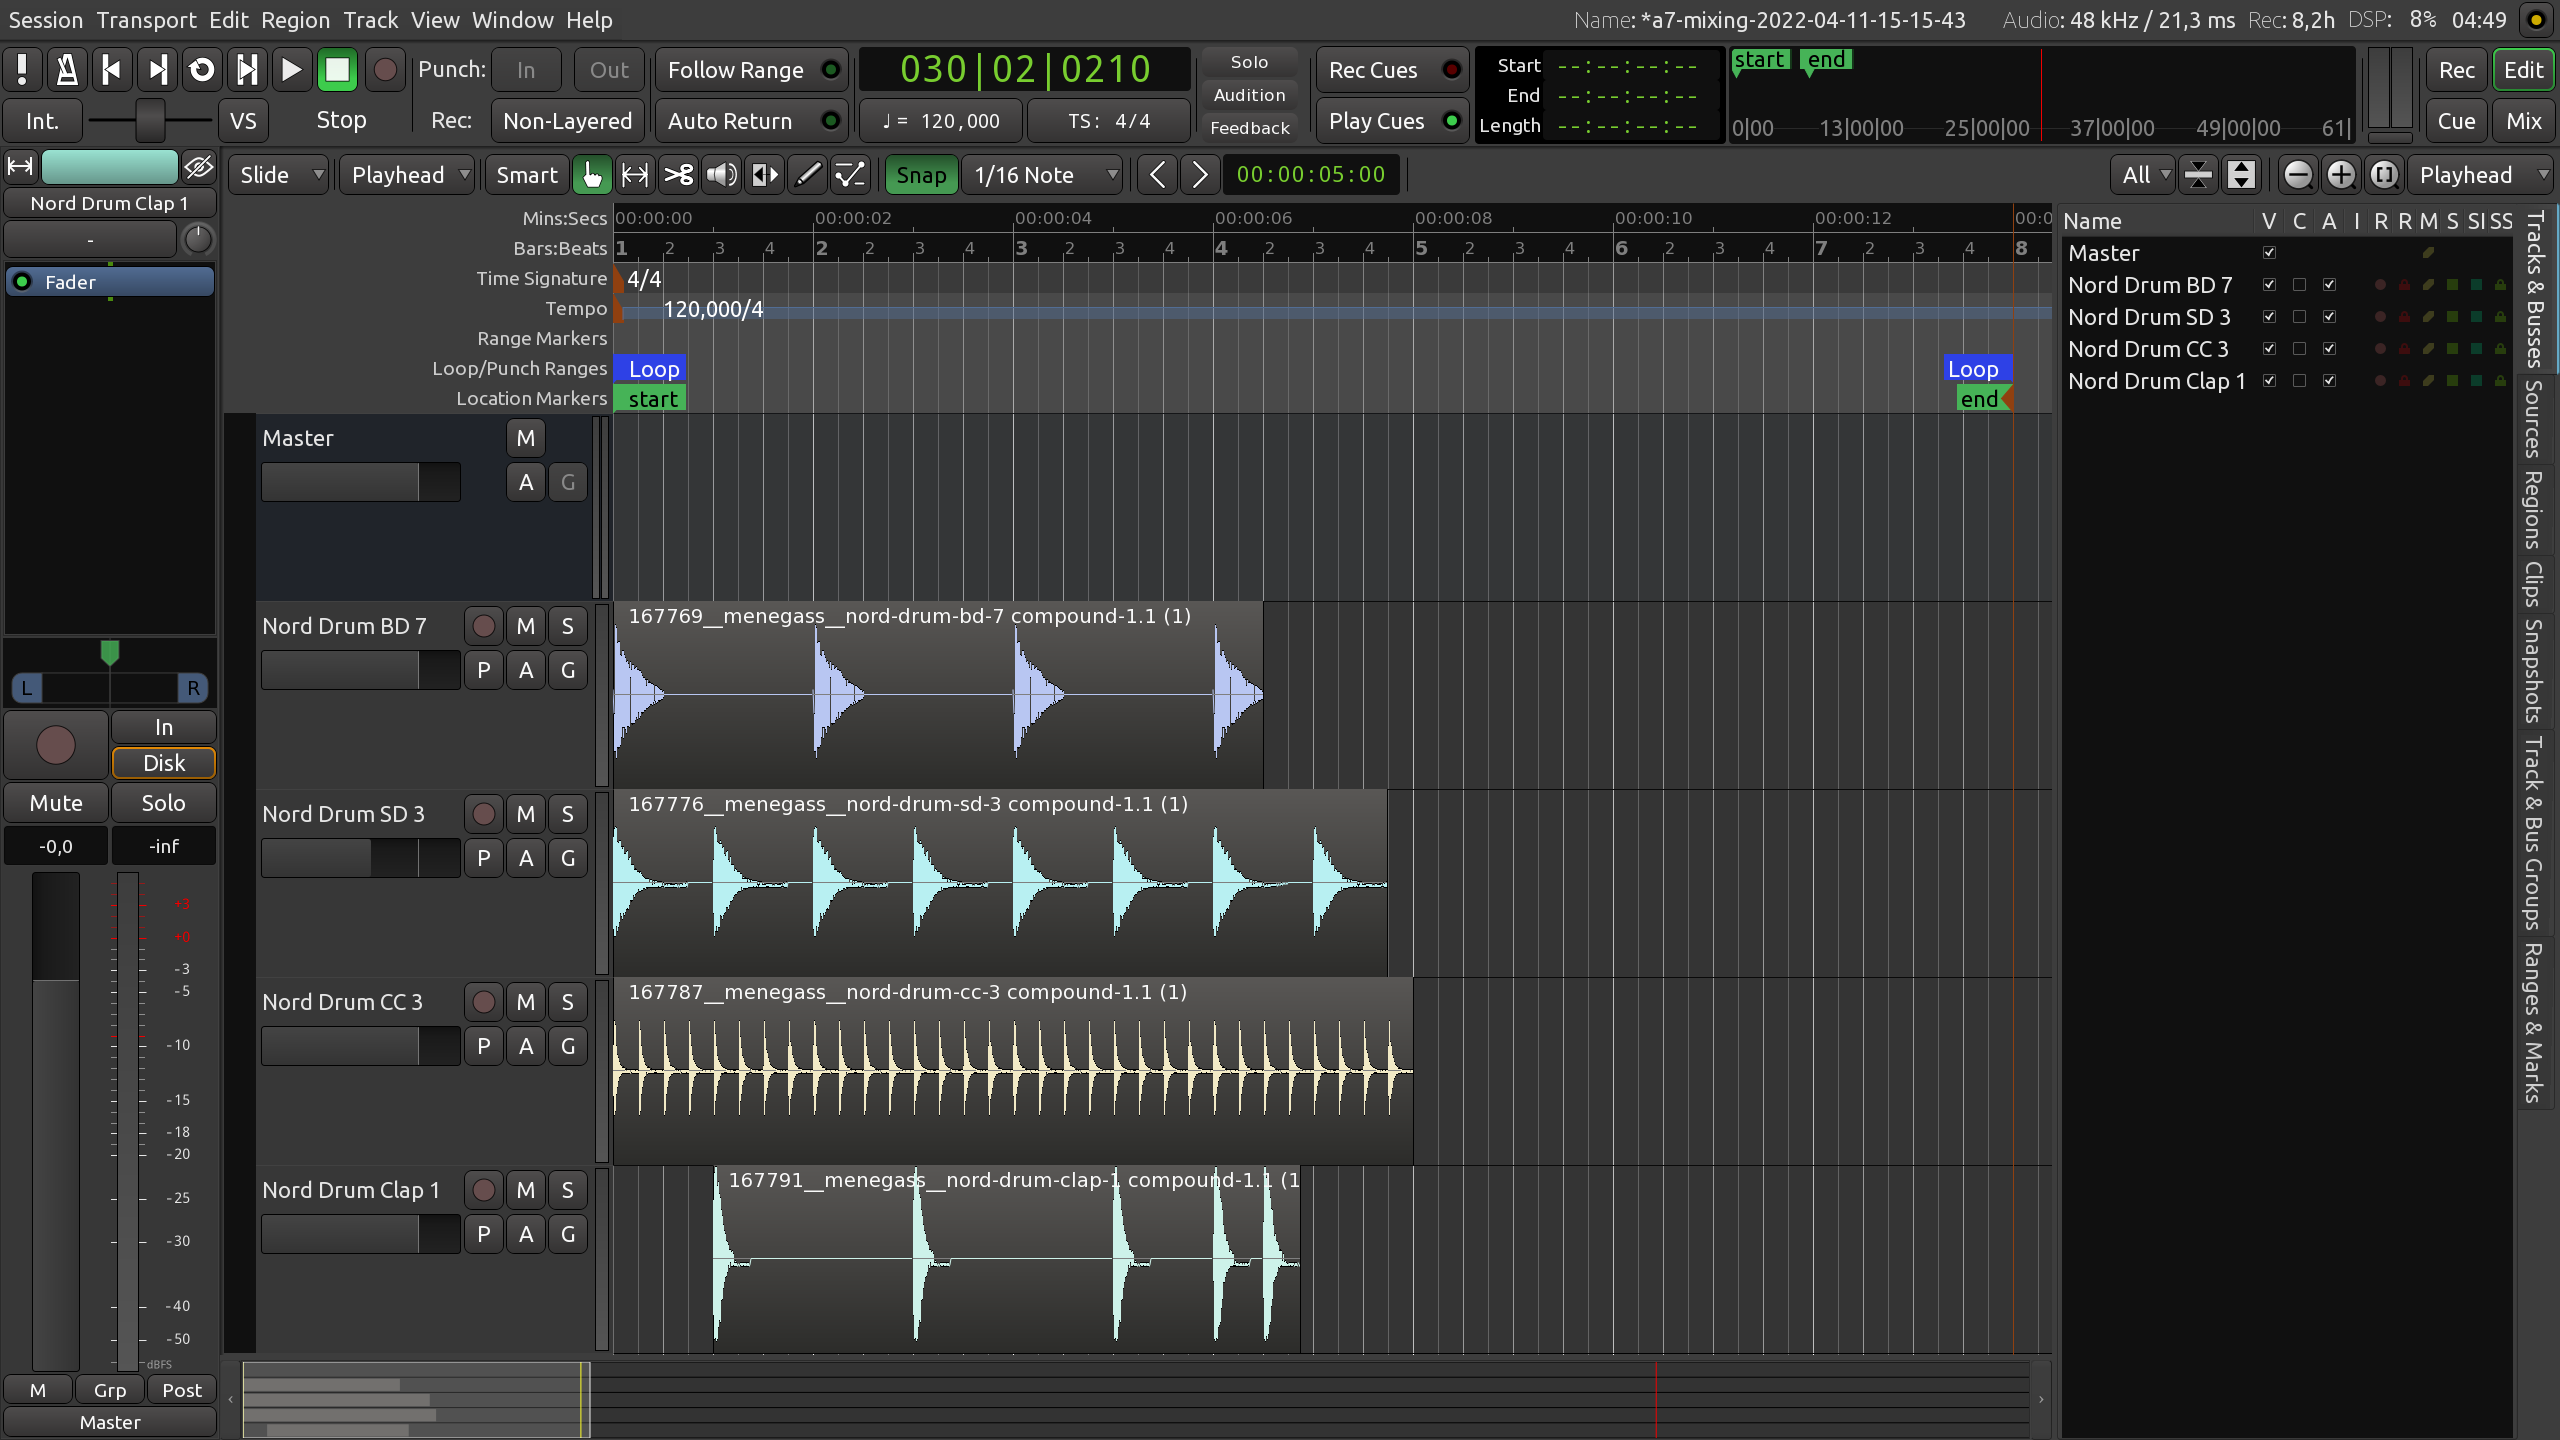 Session Transport Edit Region Track View Window Help
Name: *a7-mixing-2022-04-11-15-15-43 Audio: 48 kHz / 21,3 ms Rec: 8,2h DSP: 8% 04:49
Punch: In Out Follow Range 030|02|0210 Solo Rec Cues
Audition
Feedback
Start --:--:--:--
End --:--:--:--
Length --:--:--:--
start end
0|00 13|00|00 25|00|00 37|00|00 49|00|00 61|
Rec Edit
Int. VS Stop Rec: Non-Layered Auto Return ♩ = 120,000 TS: 4/4 Play Cues
Cue Mix
Slide Playhead Smart Snap 1/16 Note 00:00:05:00 All Playhead
Nord Drum Clap 1
-
Fader
L R
In
Disk
Mute Solo
-0,0 -inf
+3
+0
-3
-5
-10
-15
-18
-20
-25
-30
-40
-50
dBFS
M Grp Post
Master
Mins:Secs 00:00:00 00:00:02 00:00:04 00:00:06 00:00:08 00:00:10 00:00:12 00:0
Bars:Beats 1 2 3 4 2 2 3 4 3 2 3 4 4 2 3 4 5 2 3 4 6 2 3 4 7 2 3 4 8
Time Signature 4/4
Tempo 120,000/4
Range Markers
Loop/Punch Ranges Loop Loop
Location Markers start end
Master M
A G
Nord Drum BD 7 M S 167769__menegass__nord-drum-bd-7 compound-1.1 (1)
P A G
Nord Drum SD 3 M S 167776__menegass__nord-drum-sd-3 compound-1.1 (1)
P A G
Nord Drum CC 3 M S 167787__menegass__nord-drum-cc-3 compound-1.1 (1)
P A G
Nord Drum Clap 1 M S 167791__menegass__nord-drum-clap-1 compound-1.1 (1
P A G
Name V C A I R R M S SI SS
Master
Nord Drum BD 7
Nord Drum SD 3
Nord Drum CC 3
Nord Drum Clap 1
Tracks & Busses
Sources
Regions
Clips
Snapshots
Track & Bus Groups
Ranges & Marks